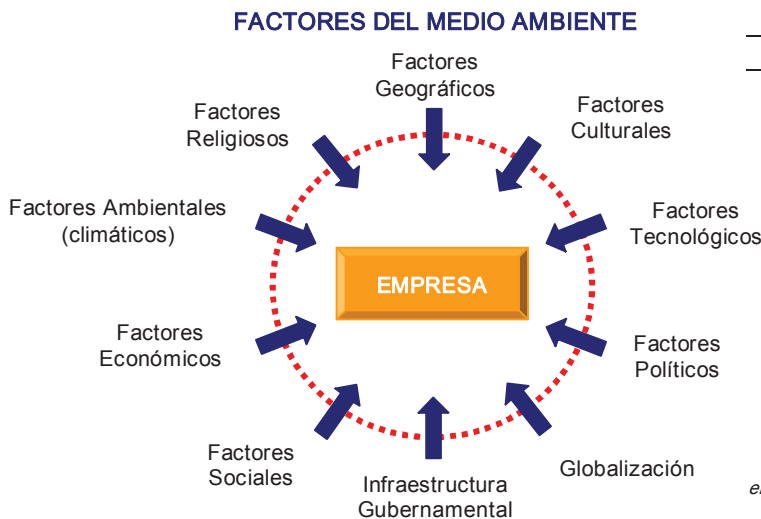 FACTORES DEL MEDIO AMBIENTE
Factores
Geográficos
Factores
Culturales
Factores
Tecnológicos
Factores
Políticos
Globalización
Infraestructura
Gubernamental
Factores
Sociales
Factores
Económicos
Factores Ambientales
(climáticos)
Factores
Religiosos
EMPRESA